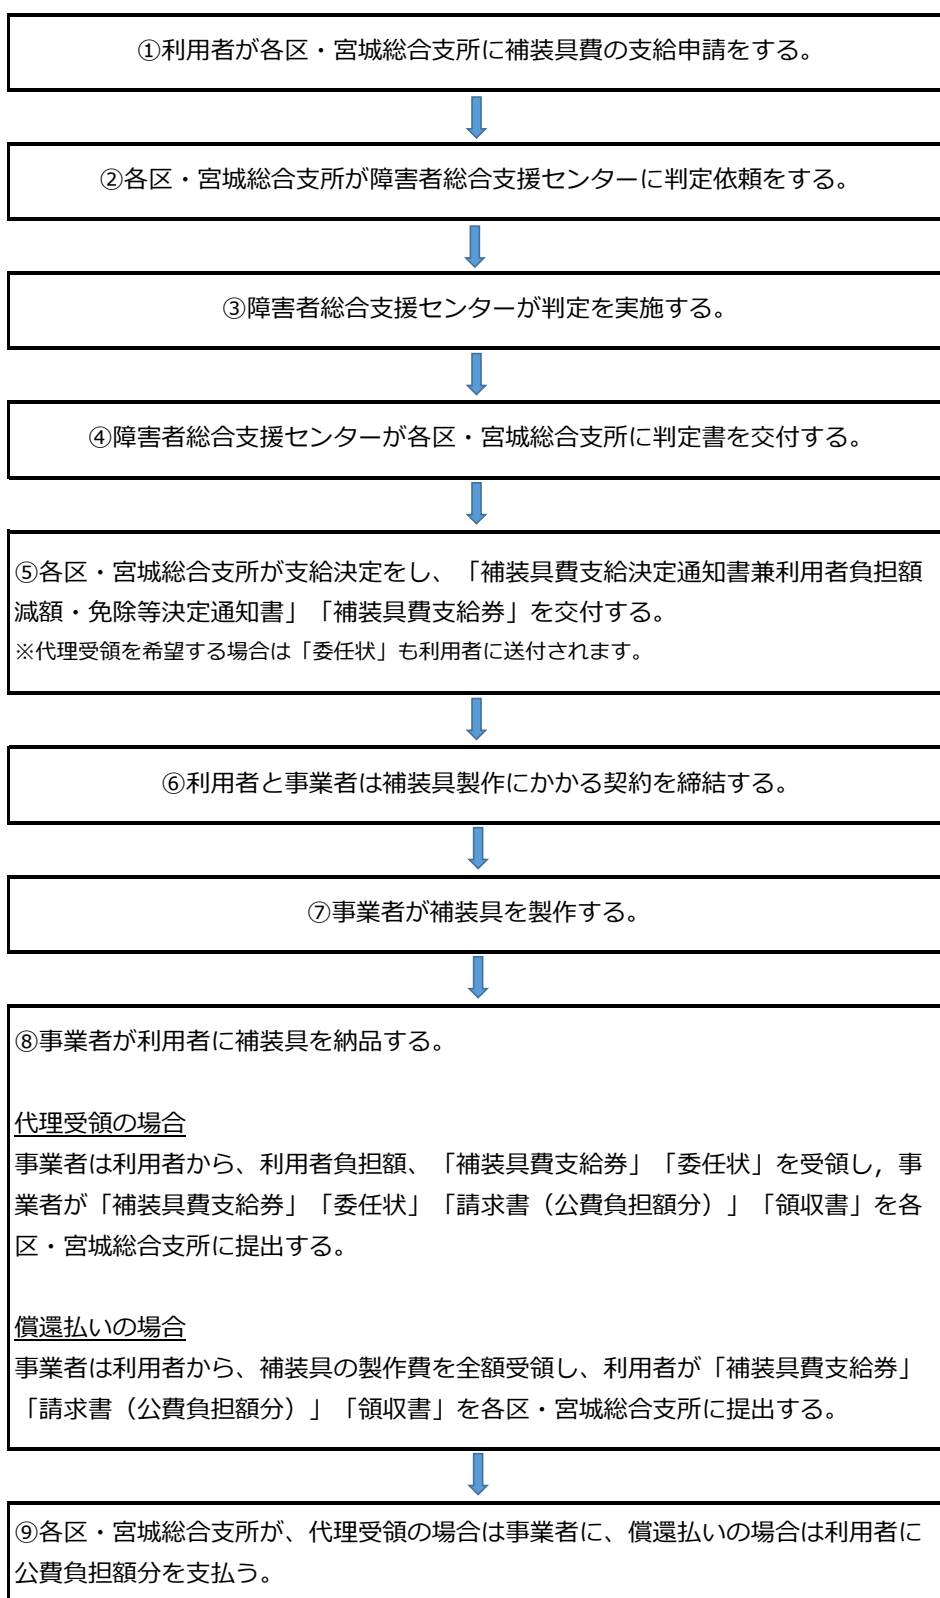 ①利用者が各区・宮城総合支所に補装具費の支給申請をする。
②各区・宮城総合支所が障害者総合支援センターに判定依頼をする。
③障害者総合支援センターが判定を実施する。
④障害者総合支援センターが各区・宮城総合支所に判定書を交付する。
⑤各区・宮城総合支所が支給決定をし、「補装具費支給決定通知書兼利用者負担額
減額・免除等決定通知書」「補装具費支給券」を交付する。
※代理受領を希望する場合は「委任状」も利用者に送付されます。
⑥利用者と事業者は補装具製作にかかる契約を締結する。
⑦事業者が補装具を製作する。
⑧事業者が利用者に補装具を納品する。
代理受領の場合
事業者は利用者から、利用者負担額、「補装具費支給券」「委任状」を受領し，事
業者が「補装具費支給券」「委任状」「請求書（公費負担額分）」「領収書」を各
区・宮城総合支所に提出する。
償還払いの場合
事業者は利用者から、補装具の製作費を全額受領し、利用者が「補装具費支給券」
「請求書（公費負担額分）」「領収書」を各区・宮城総合支所に提出する。
⑨各区・宮城総合支所が、代理受領の場合は事業者に、償還払いの場合は利用者に
公費負担額分を支払う。